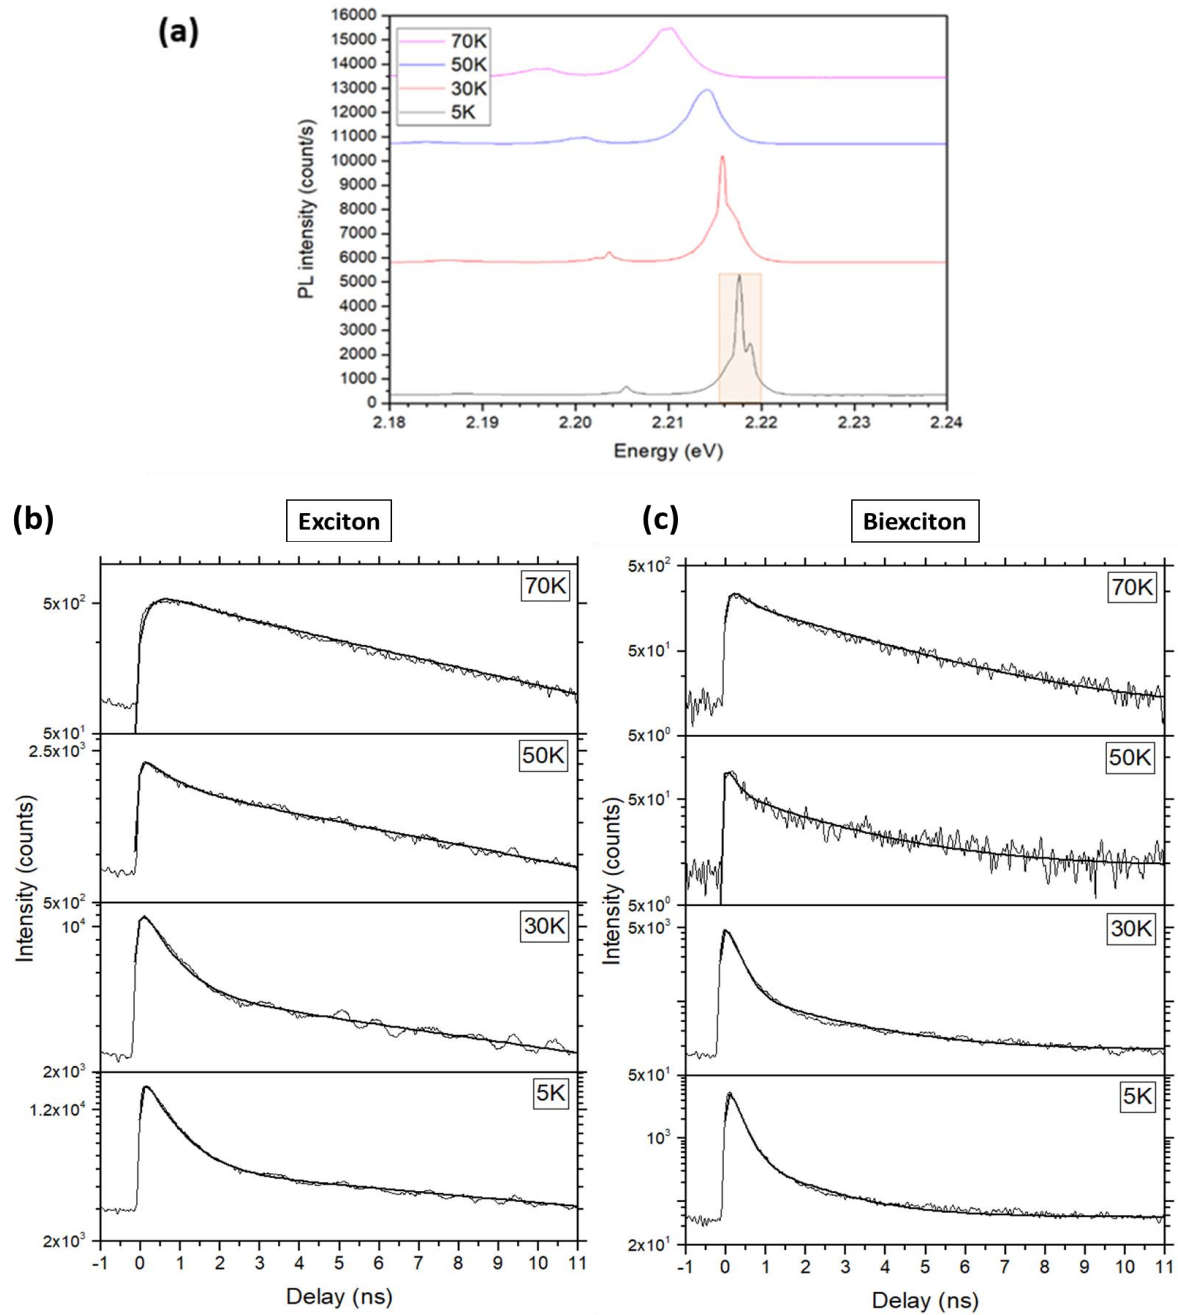 (a)
16000
15000
14000
13000
12000
11000
10000
9000
8000
7000
6000
5000
4000
3000
2000
1000
0
PL intensity (count/s)
70K
50K
30K
5K
2.18 2.19 2.20 2.21 2.22 2.23 2.24
Energy (eV)
(b) Exciton
70K
5x10²
5x10¹
50K
2.5x10³
5x10²
30K
10⁴
2x10³
5K
1.2x10⁴
2x10³
Intensity (counts)
-1 0 1 2 3 4 5 6 7 8 9 10 11
Delay (ns)
(c) Biexciton
5x10²
70K
5x10¹
5x10⁰
50K
5x10¹
5x10⁰
30K
5x10³
5x10¹
5K
10³
2x10¹
Intensity (counts)
-1 0 1 2 3 4 5 6 7 8 9 10 11
Delay (ns)